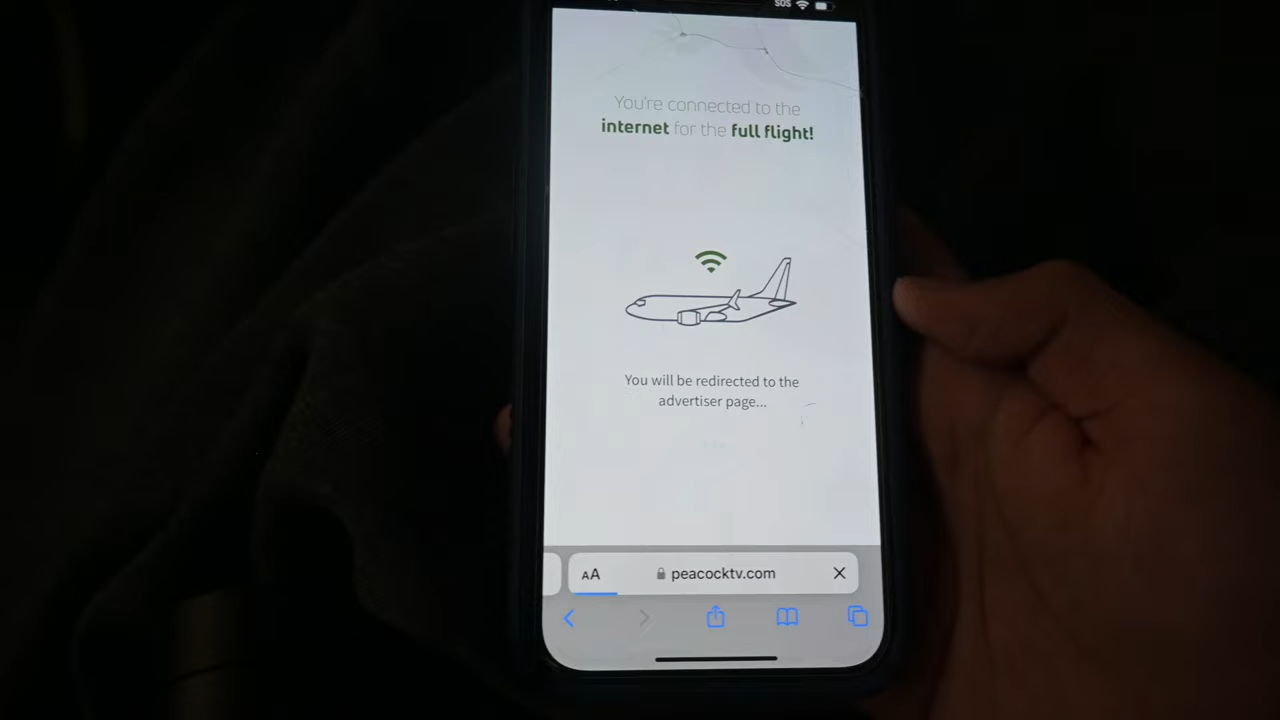 SOS
You're connected to the
internet for the full flight!
You will be redirected to the
advertiser page...
AA
peacocktv.com